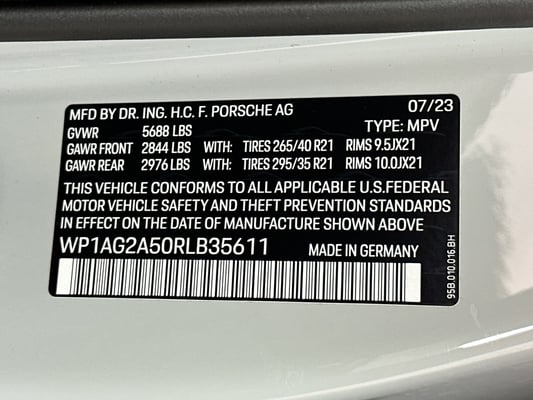 MFD BY DR. ING. H.C. F. PORSCHE AG 07/23
GVWR 5688 LBS TYPE: MPV
GAWR FRONT 2844 LBS WITH: TIRES 265/40 R21 RIMS 9.5JX21
GAWR REAR 2976 LBS WITH: TIRES 295/35 R21 RIMS 10.0JX21
THIS VEHICLE CONFORMS TO ALL APPLICABLE U.S.FEDERAL
MOTOR VEHICLE SAFETY AND THEFT PREVENTION STANDARDS
IN EFFECT ON THE DATE OF MANUFACTURE SHOWN ABOVE.
WP1AG2A50RLB35611 MADE IN GERMANY
95B.010.016.BH